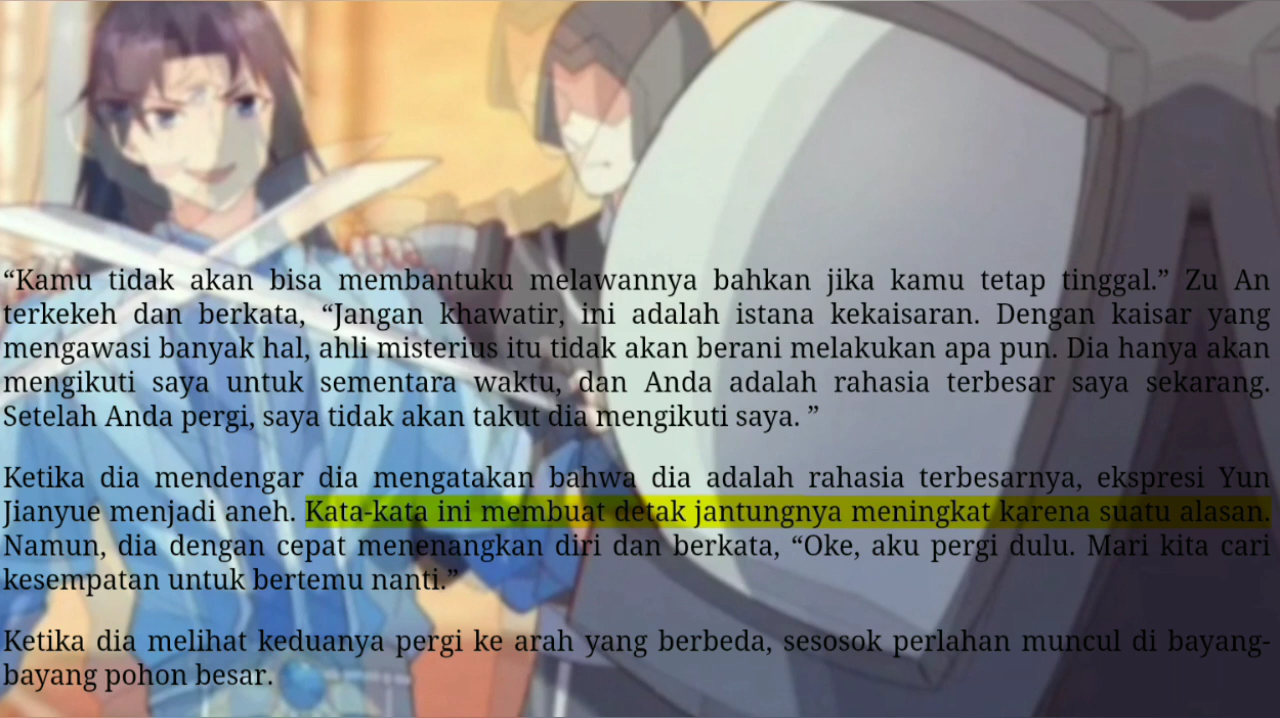 “Kamu tidak akan bisa membantuku melawannya bahkan jika kamu tetap tinggal.” Zu An
terkekeh dan berkata, “Jangan khawatir, ini adalah istana kekaisaran. Dengan kaisar yang
mengawasi banyak hal, ahli misterius itu tidak akan berani melakukan apa pun. Dia hanya akan
mengikuti saya untuk sementara waktu, dan Anda adalah rahasia terbesar saya sekarang.
Setelah Anda pergi, saya tidak akan takut dia mengikuti saya. ”
Ketika dia mendengar dia mengatakan bahwa dia adalah rahasia terbesarnya, ekspresi Yun
Jianyue menjadi aneh. Kata-kata ini membuat detak jantungnya meningkat karena suatu alasan.
Namun, dia dengan cepat menenangkan diri dan berkata, “Oke, aku pergi dulu. Mari kita cari
kesempatan untuk bertemu nanti.”
Ketika dia melihat keduanya pergi ke arah yang berbeda, sesosok perlahan muncul di bayang-
bayang pohon besar.